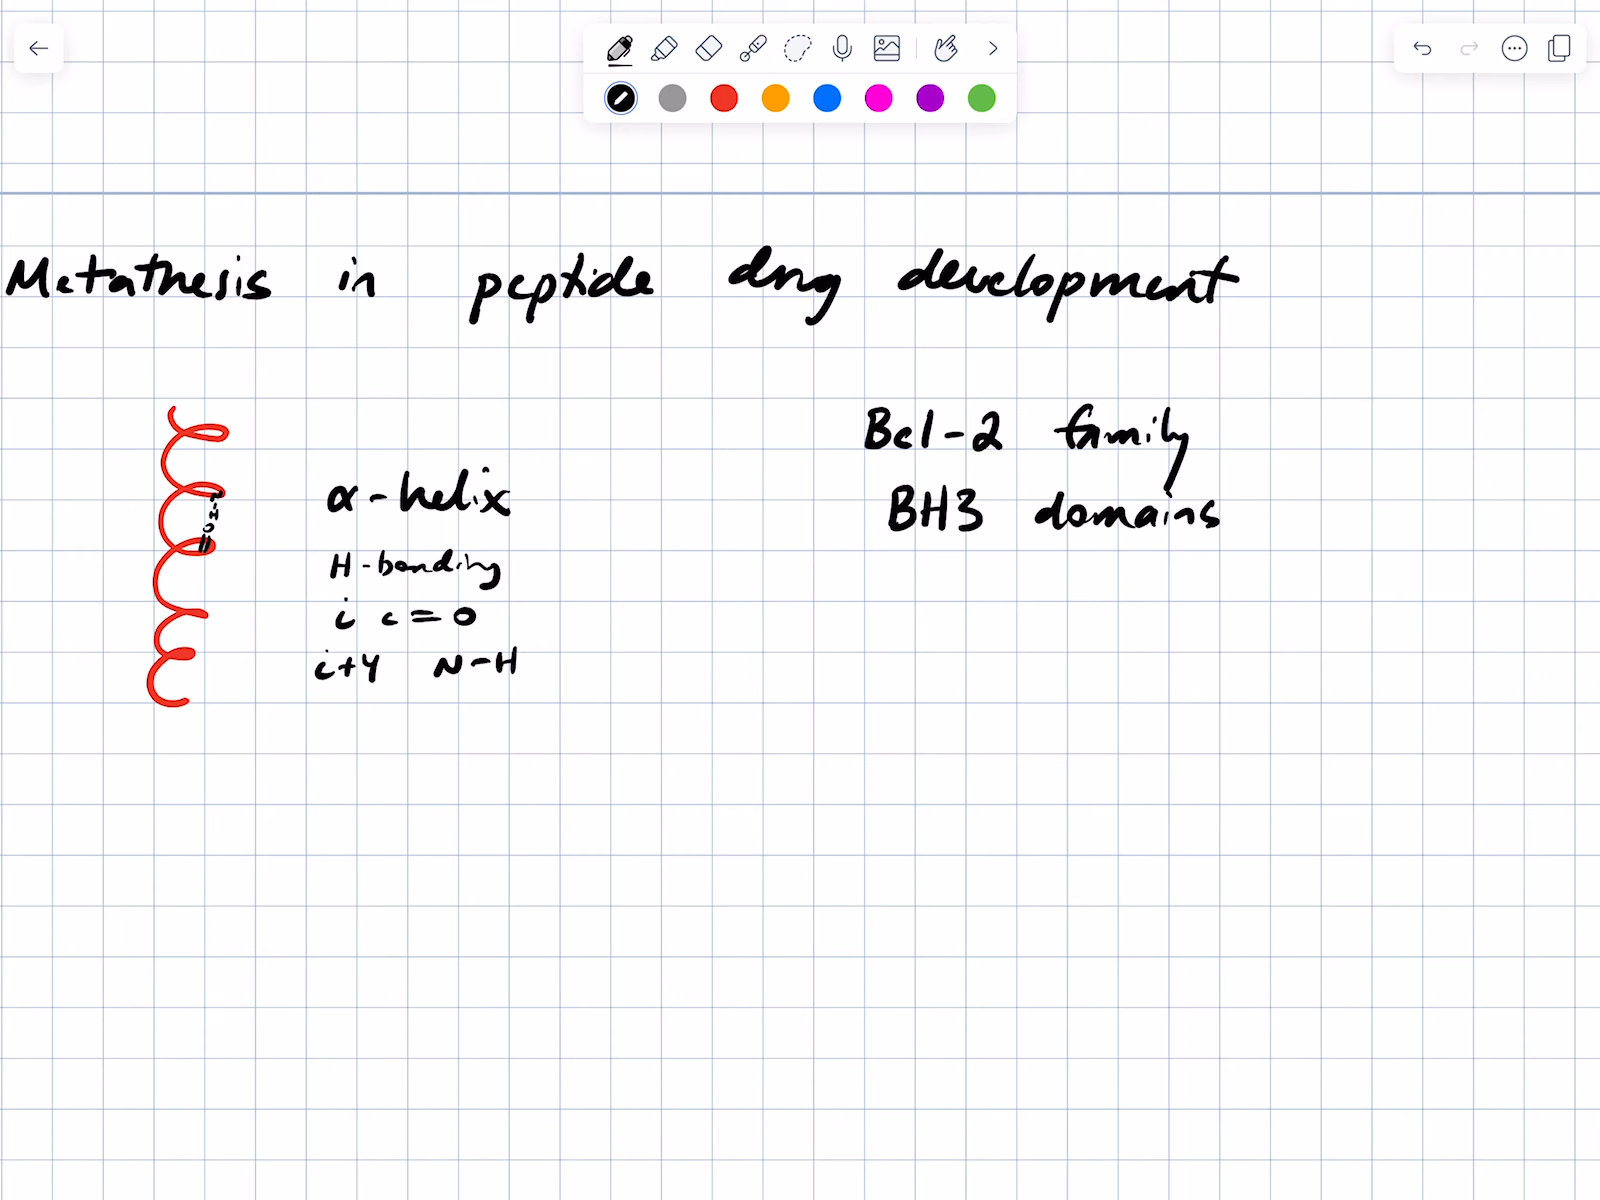 Metathesis in peptide drug development
α-helix
H-bonding
i c=o
i+4 N-H
N-H
O
Bcl-2 family
BH3 domains